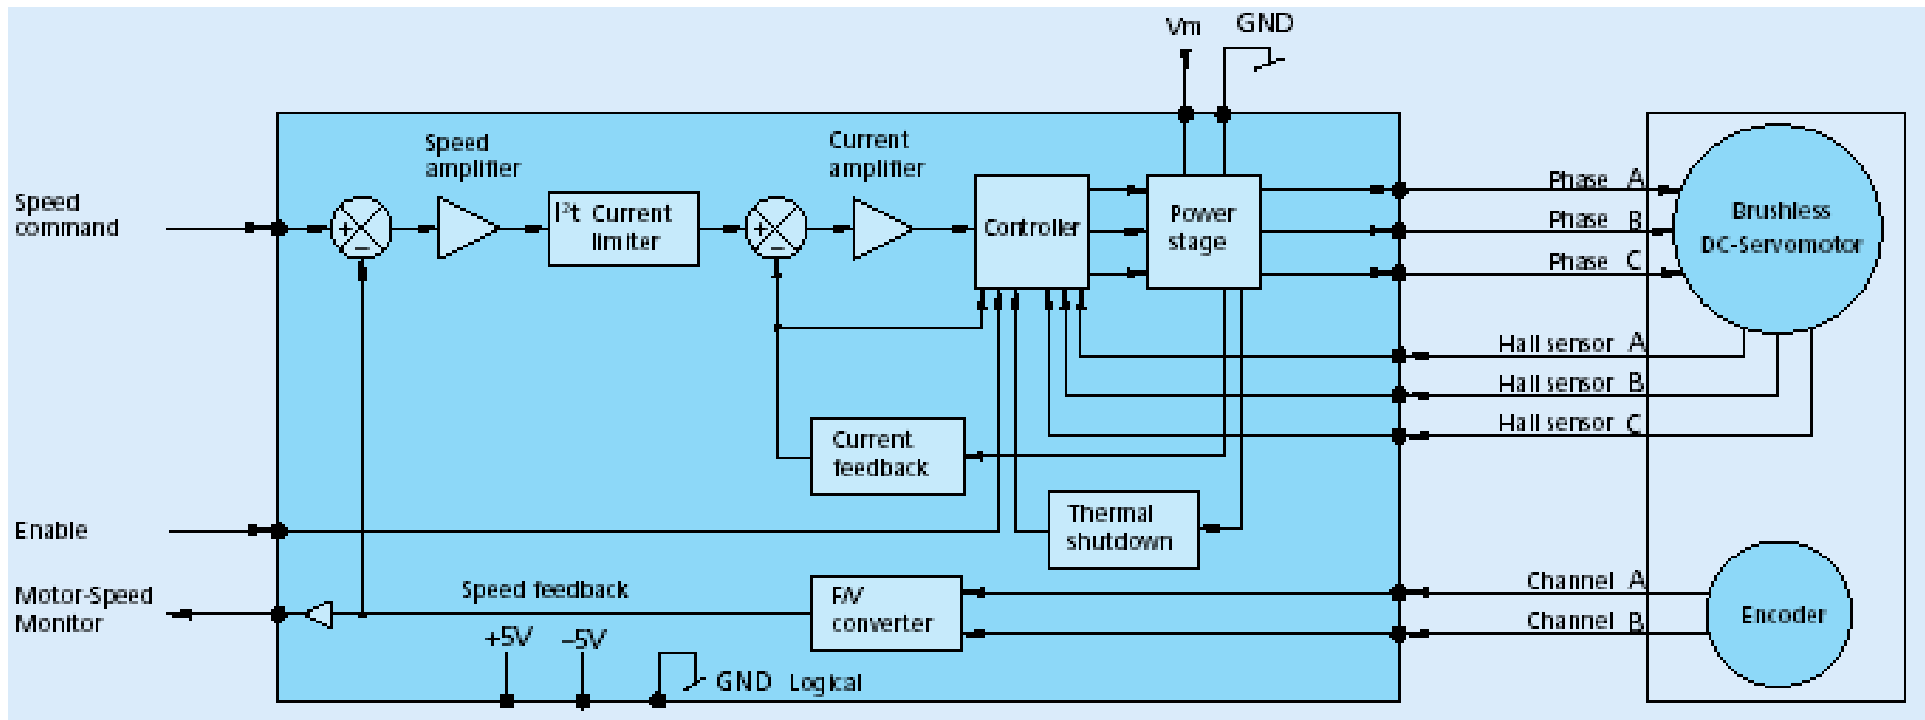 Vm
GND
Speed
amplifier
Current
amplifier
Speed
command
+
−
I²t Current
limiter
+
−
Controller
Power
stage
Phase A
Phase B
Phase C
Brushless
DC-Servomotor
Hall sensor A
Hall sensor B
Hall sensor C
Current
feedback
Thermal
shutdown
Enable
Motor-Speed
Monitor
Speed feedback
F/V
converter
Channel A
Channel B
Encoder
+5V
−5V
GND Logical